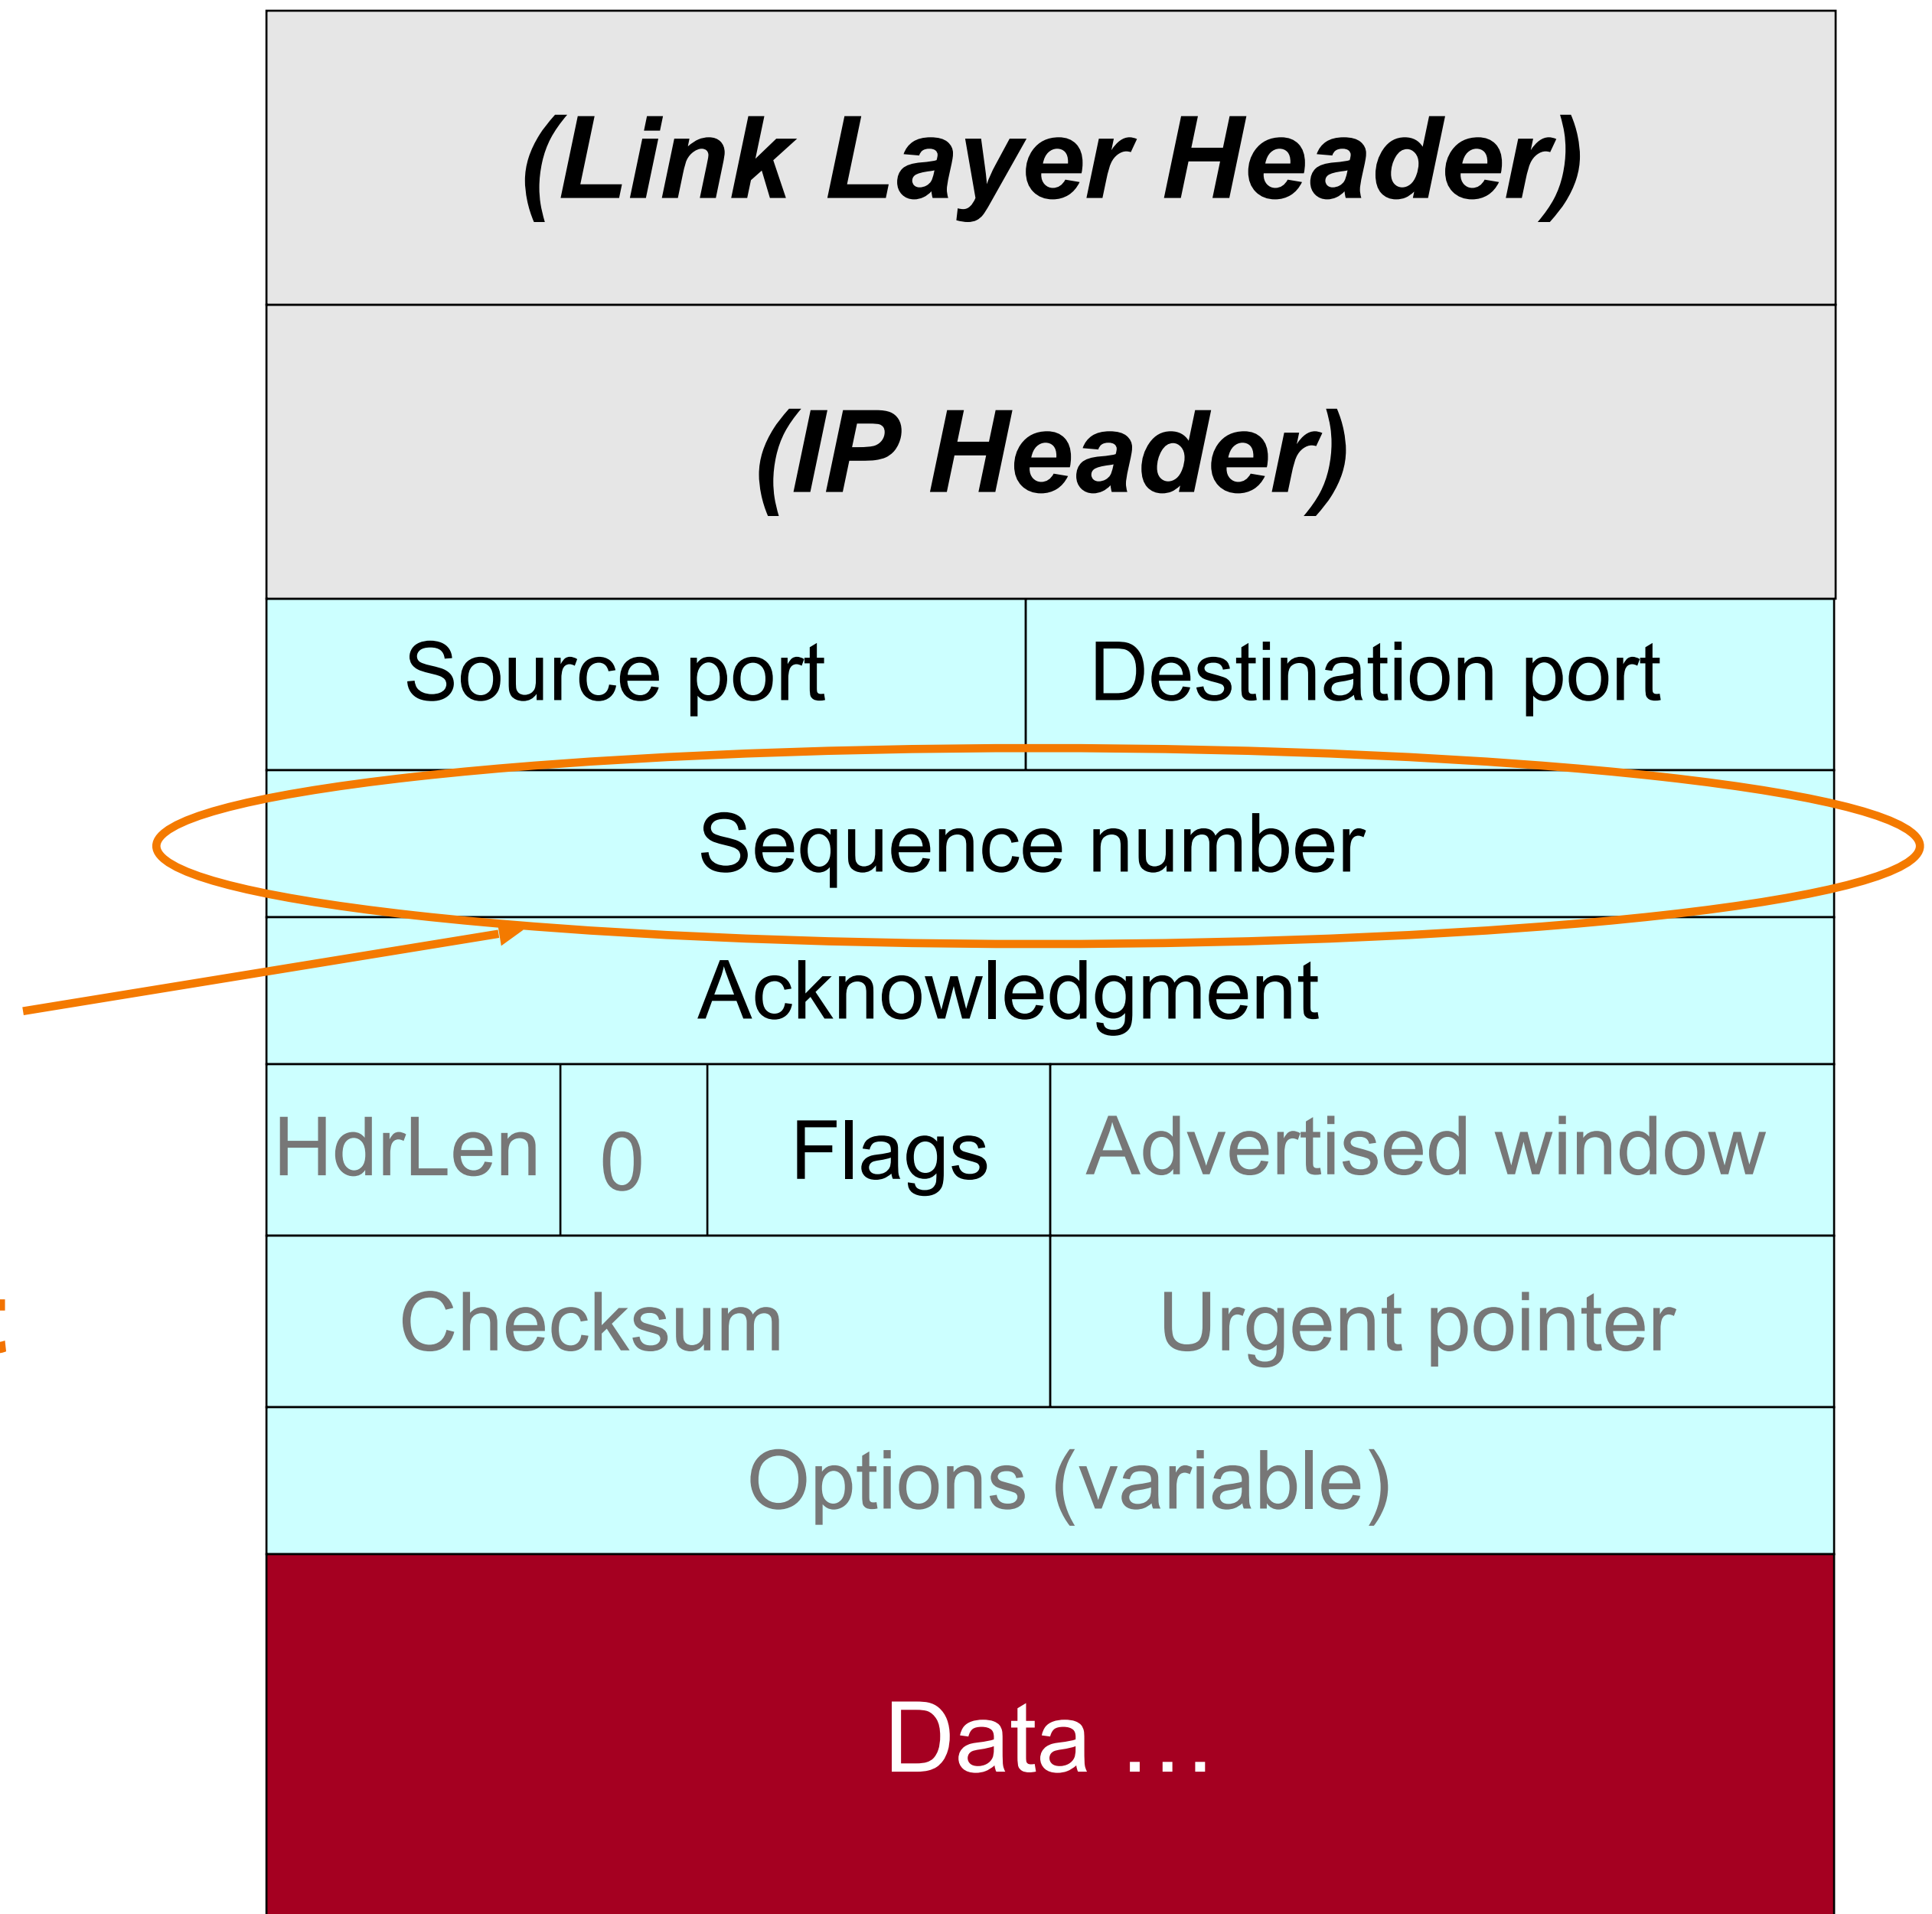 (Link Layer Header)
(IP Header)
Source port Destination port
Sequence number
Acknowledgment
HdrLen 0 Flags Advertised window
Checksum Urgent pointer
Options (variable)
Data ...